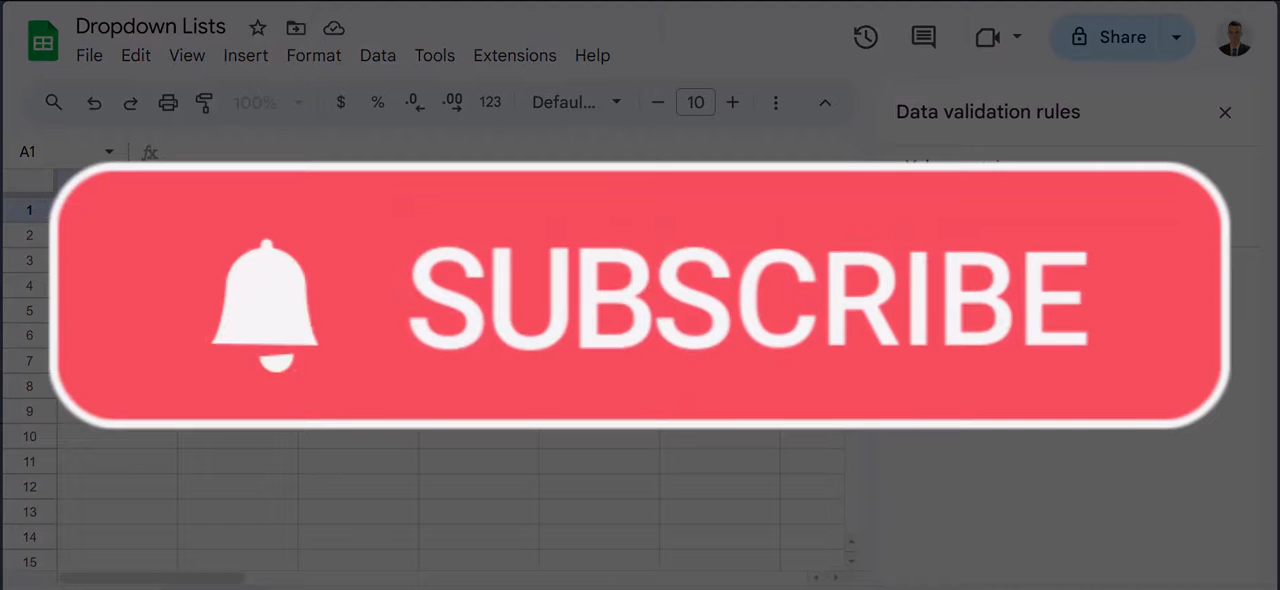 Dropdown Lists
File Edit View Insert Format Data Tools Extensions Help
Share
100% $ % .0 .00 123 Defaul... 10
Data validation rules
A1 fx
SUBSCRIBE
1
2
3
4
5
6
7
8
9
10
11
12
13
14
15